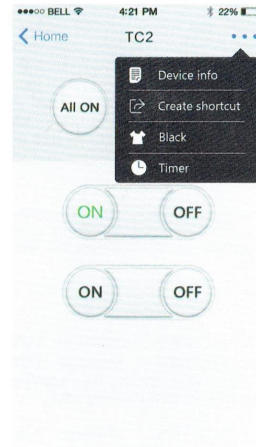 BELL 4:21 PM 22%
Home TC2
Device info
All ON
Create shortcut
Black
Timer
ON OFF
ON OFF